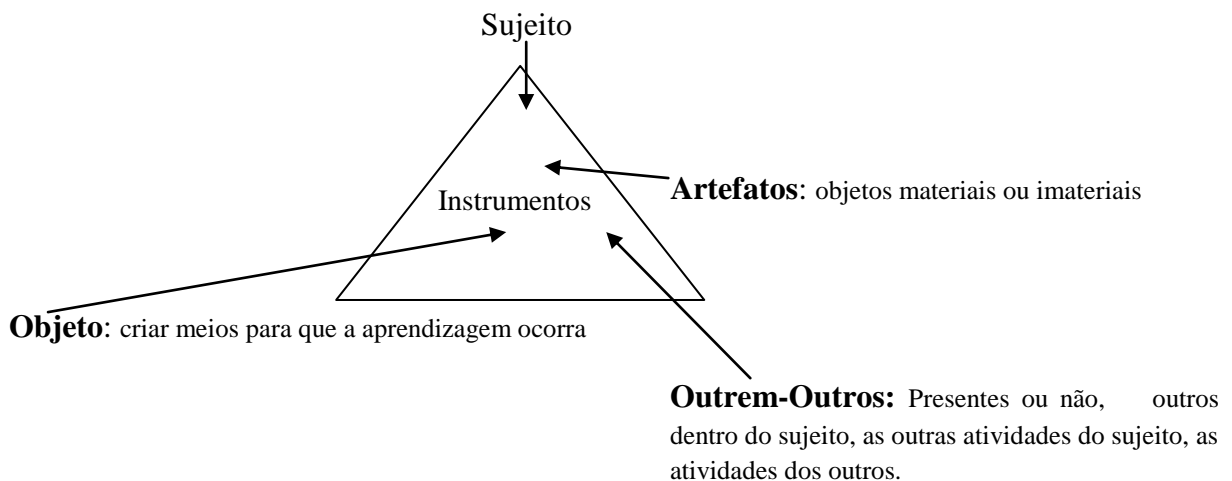 Sujeito
Artefatos: objetos materiais ou imateriais
Instrumentos
Objeto: criar meios para que a aprendizagem ocorra
Outrem-Outros: Presentes ou não, outros
dentro do sujeito, as outras atividades do sujeito, as
atividades dos outros.